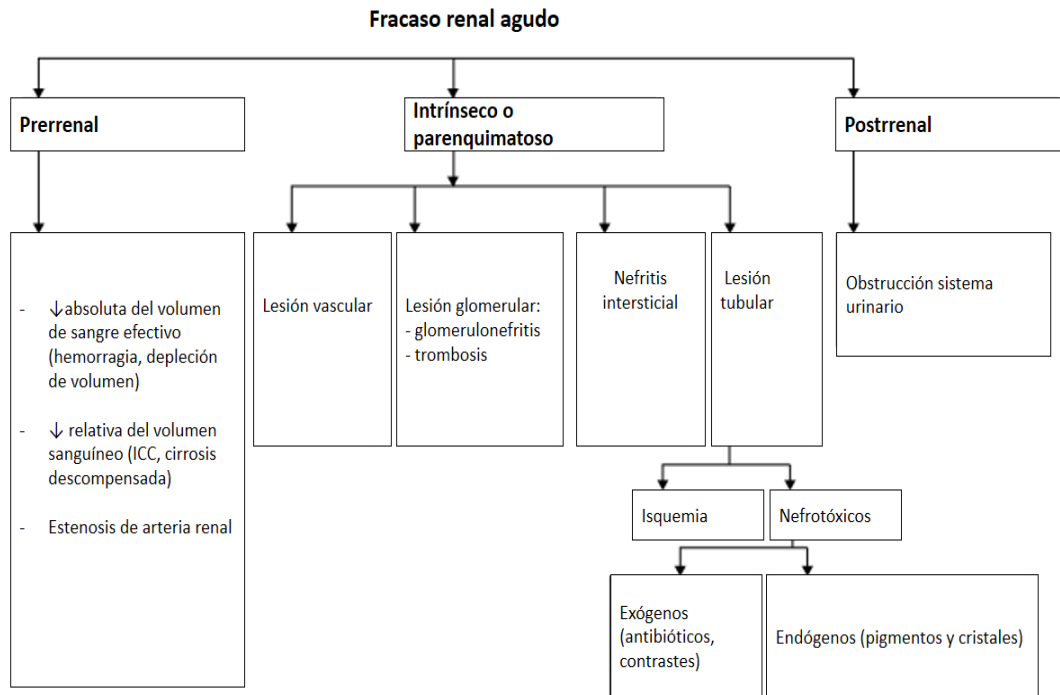 Fracaso renal agudo
Prerrenal
Intrínseco o
parenquimatoso
Postrrenal
- ↓absoluta del volumen
de sangre efectivo
(hemorragia, depleción
de volumen)
- ↓ relativa del volumen
sanguíneo (ICC, cirrosis
descompensada)
- Estenosis de arteria renal
Lesión vascular
Lesión glomerular:
- glomerulonefritis
- trombosis
Nefritis
intersticial
Lesión
tubular
Obstrucción sistema
urinario
Isquemia
Nefrotóxicos
Exógenos
(antibióticos,
contrastes)
Endógenos (pigmentos y cristales)